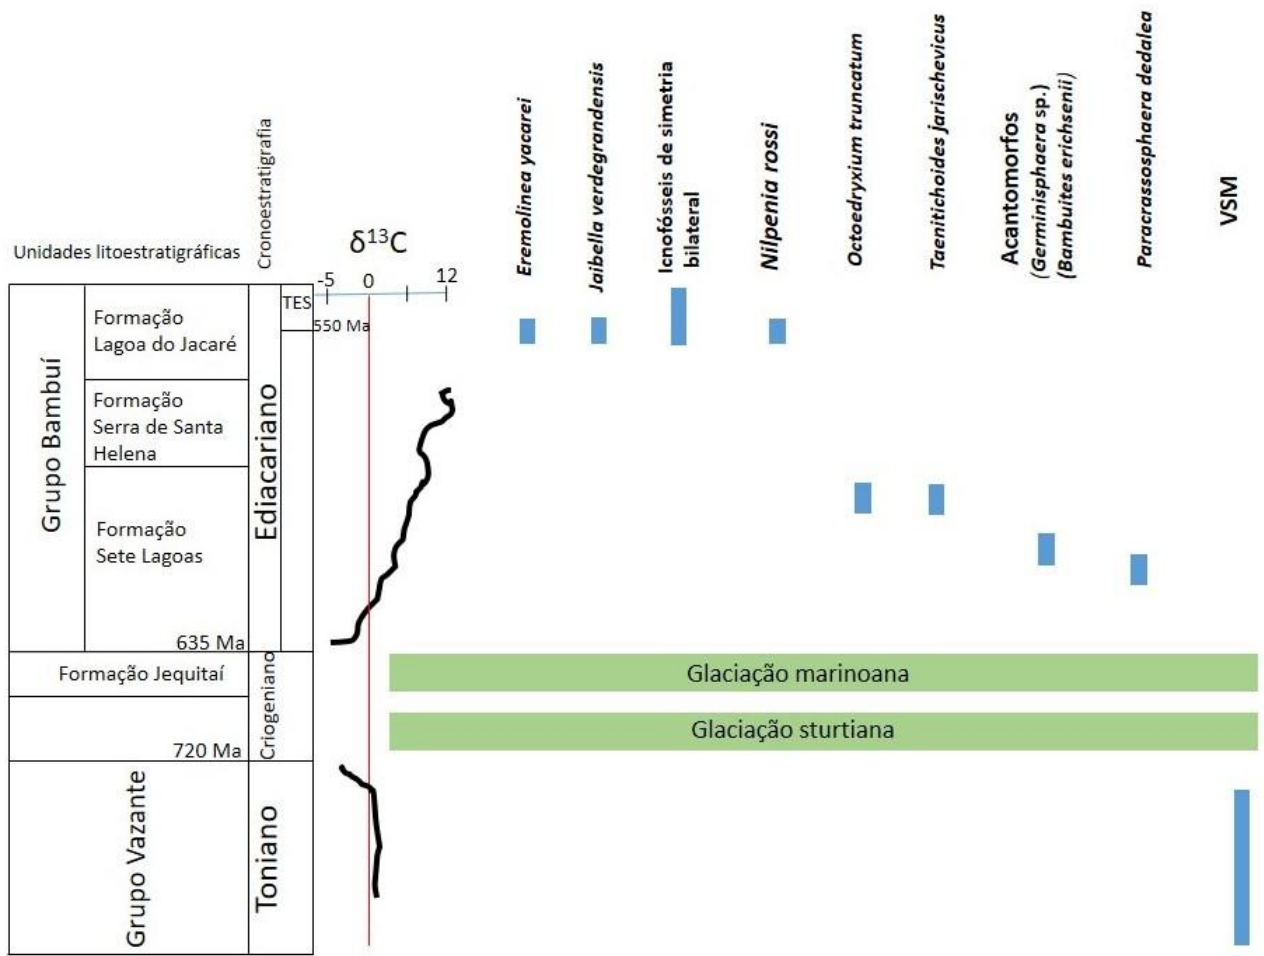 Eremolinea yacarei
Jaibella verdegrandensis
Icnofósseis de simetria
bilateral
Nilpenia rossi
Octoedryxium truncatum
Taenitichoides jarischevicus
Acantomorfos
(Germinisphaera sp.)
(Bambuites erichsenii)
Paracrassosphaera dedalea
VSM
Unidades litoestratigráficas
Cronoestratigrafia
δ¹³C
-5 0 12
TES
550 Ma
Grupo Bambuí
Formação
Lagoa do Jacaré
Formação
Serra de Santa
Helena
Formação
Sete Lagoas
635 Ma
Ediacariano
Formação Jequitaí
Criogeniano
Glaciação marinoana
Glaciação sturtiana
720 Ma
Grupo Vazante
Toniano